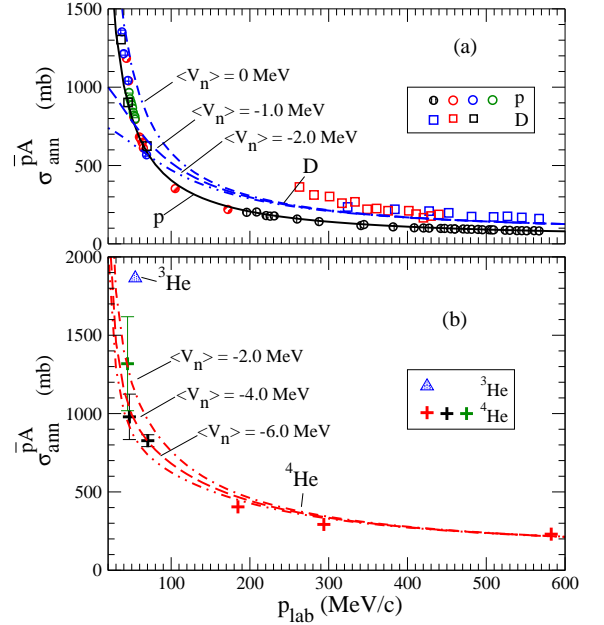 1500
1000
500
0
σ_ann^p̄A (mb)
(a)
<V_n> = 0 MeV
<V_n> = -1.0 MeV
<V_n> = -2.0 MeV
D
p
p
D
2000
1500
1000
500
0
σ_ann^p̄A (mb)
(b)
³He
<V_n> = -2.0 MeV
<V_n> = -4.0 MeV
<V_n> = -6.0 MeV
⁴He
³He
⁴He
100 200 300 400 500 600
p_lab (MeV/c)